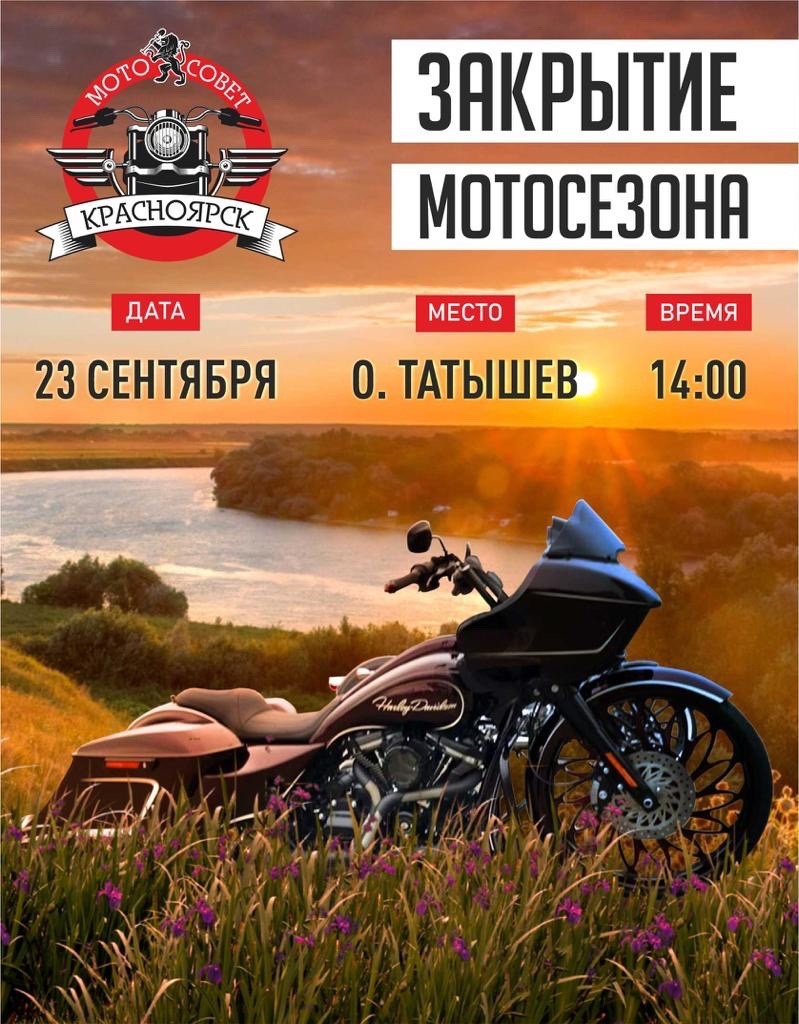 МОТО СОВЕТ
КРАСНОЯРСК
ЗАКРЫТИЕ
МОТОСЕЗОНА
ДАТА
МЕСТО
ВРЕМЯ
23 СЕНТЯБРЯ
О. ТАТЫШЕВ
14:00
Harley-Davidson